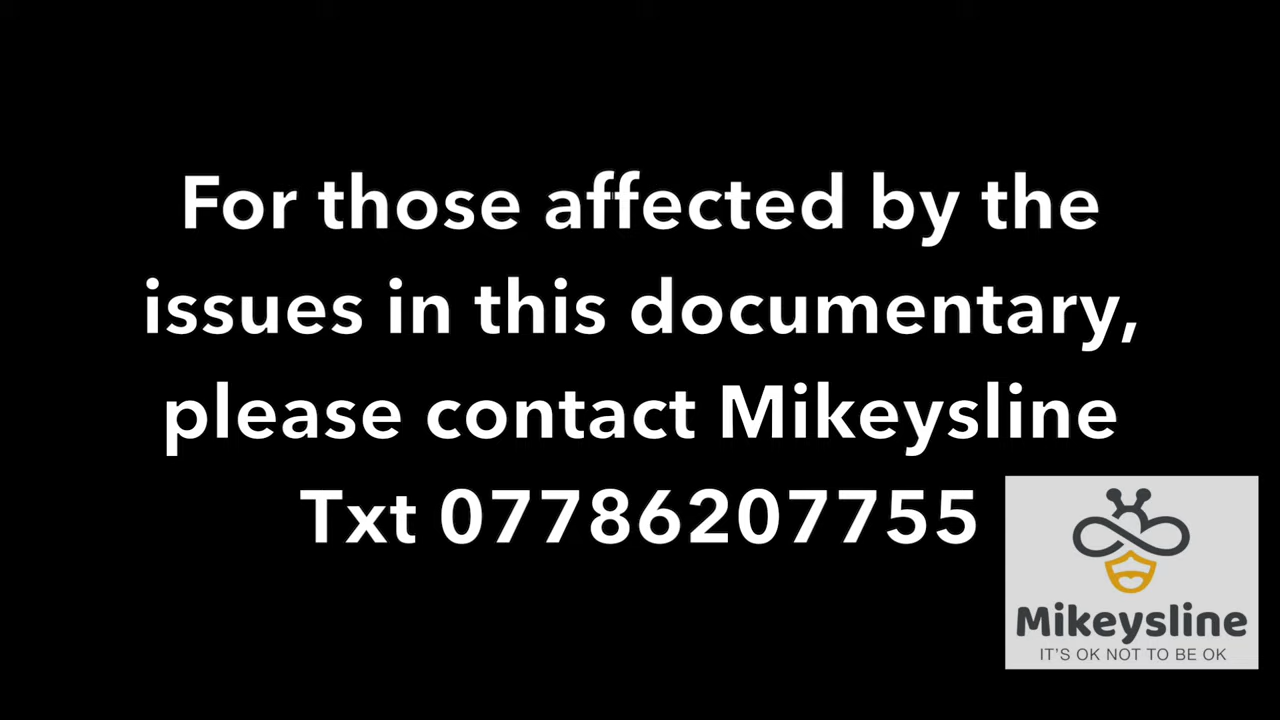 For those affected by the
issues in this documentary,
please contact Mikeysline
Txt 07786207755
Mikeysline
IT'S OK NOT TO BE OK